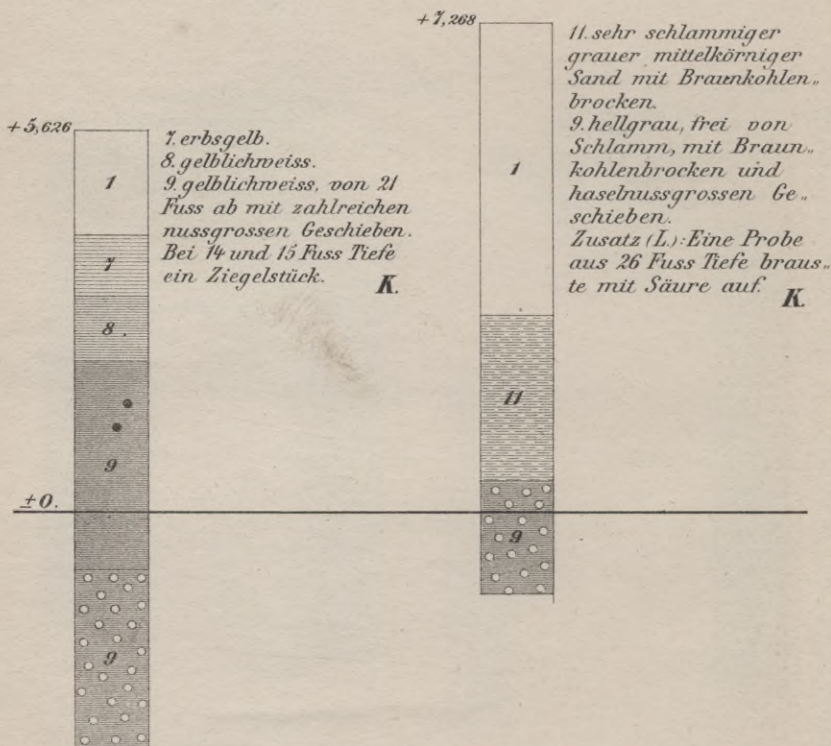 +5,626
7. erbsgelb.
8. gelblichweiss.
9. gelblichweiss, von 21
Fuss ab mit zahlreichen
nussgrossen Geschieben.
Bei 14 und 15 Fuss Tiefe
ein Ziegelstück. K.
1
7
8.
9
±0.
9
+7,268
11. sehr schlammiger
grauer mittelkörniger
Sand mit Braunkohlen„
brocken.
9. hellgrau, frei von
Schlamm, mit Braun„
kohlenbrocken und
haselnussgrossen Ge„
schieben.
Zusatz (L.): Eine Probe
aus 26 Fuss Tiefe braus„
te mit Säure auf. K.
1
11
9